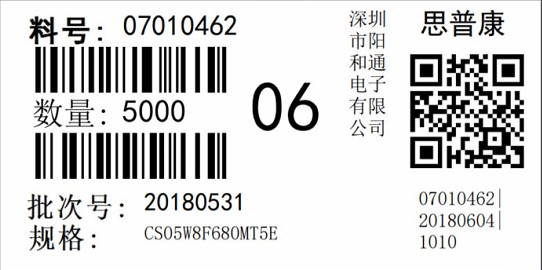 料号: 07010462
数量: 5000
批次号: 20180531
规格: CS05W8F680MT5E
06
深圳
市阳
和通
电子
有限
公司
思普康
07010462|
20180604|
1010